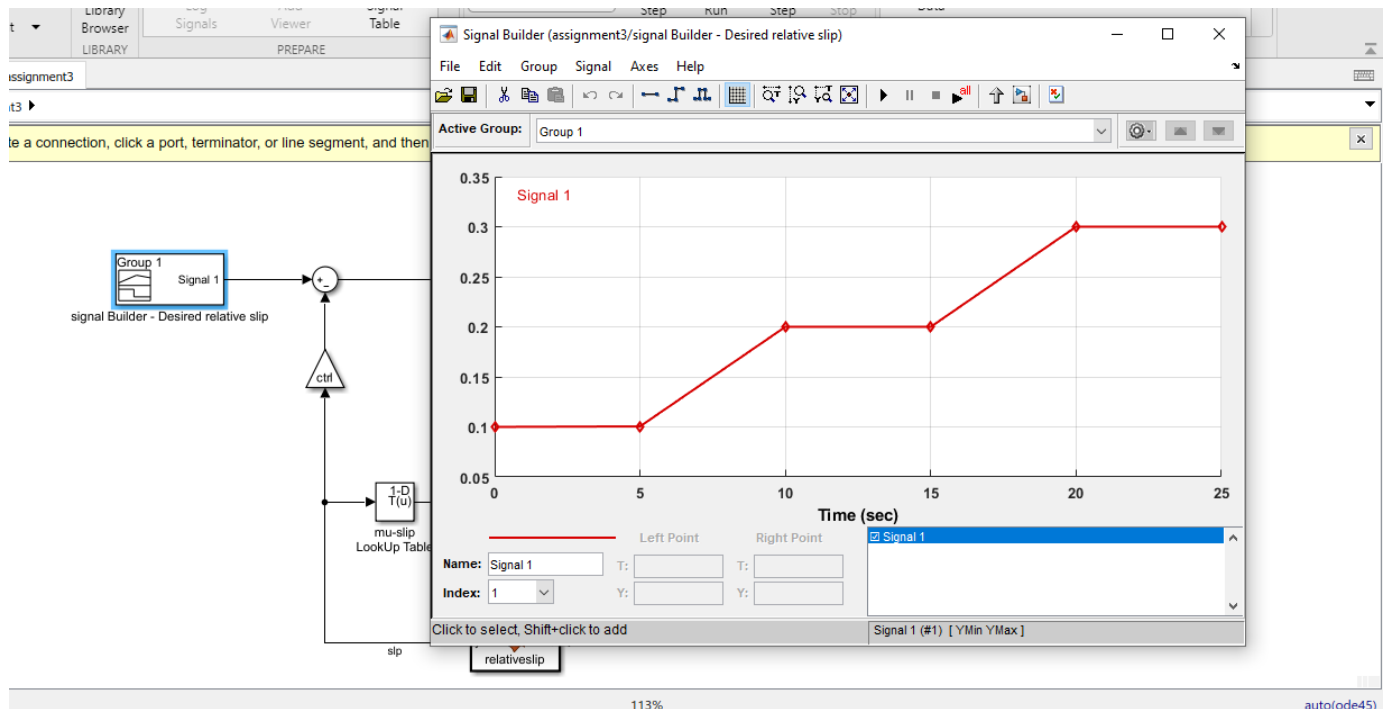 Library
Browser
Signals
Viewer
Signal
Table
Step
Run
Step
Stop
Data
LIBRARY
PREPARE
assignment3
nt3
te a connection, click a port, terminator, or line segment, and then
Group 1
Signal 1
signal Builder - Desired relative slip
+
-
ctrl
1-D
T(u)
mu-slip
LookUp Table
slp
relativeslip
Signal Builder (assignment3/signal Builder - Desired relative slip)
File Edit Group Signal Axes Help
all
Active Group: Group 1
Signal 1
0.35
0.3
0.25
0.2
0.15
0.1
0.05
0 5 10 15 20 25
Time (sec)
Left Point Right Point
Name: Signal 1 T: T:
Index: 1 Y: Y:
Signal 1
Click to select, Shift+click to add
Signal 1 (#1) [ YMin YMax ]
113%
auto(ode45)